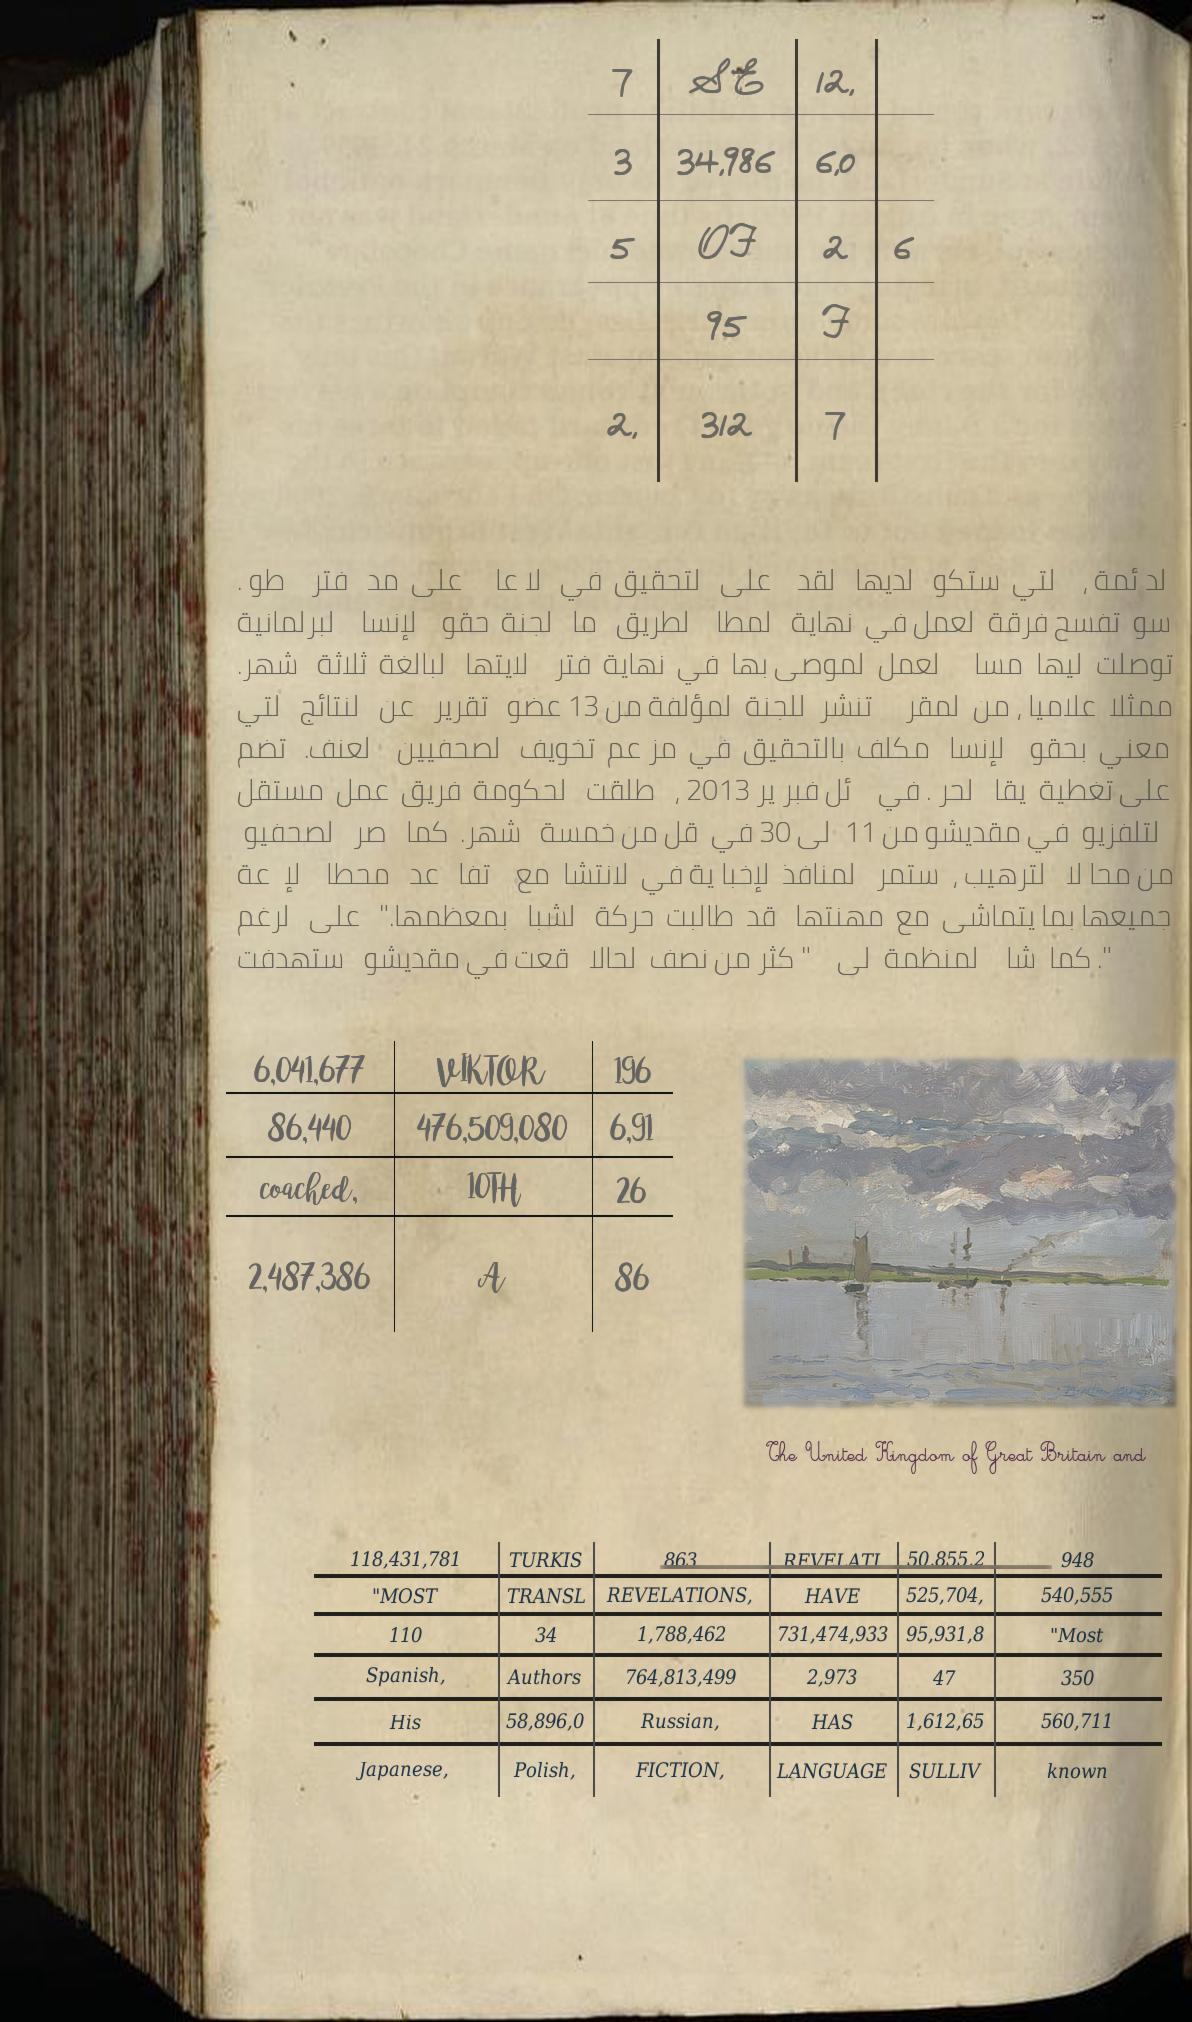 7 SE 12,
3 34,986 6,0
5 OF 2 6
95 F
2, 312 7
لد ئمة , لتي ستكو لديها لقد على لتحقيق في لا عا على مد فتر طو .
سو تفسح فرقة لعمل في نهاية لمطا لطريق ما لجنة حقو لإنسا لبرلمانية
توصلت ليها مسا لعمل لموصى بها في نهاية فتر لايتها لبالغة ثلاثة شهر.
ممثلا علاميا , من لمقر تنشر للجنة لمؤلفة من 13 عضو تقرير عن لنتائج لتي
معني بحقو لإنسا مكلف بالتحقيق في مز عم تخويف لصحفيين لعنف. تضم
على تغطية يقا لحر . في ئل فبر ير 2013 , طلقت لحكومة فريق عمل مستقل
لتلفزيو في مقديشو من 11 لى 30 في قل من خمسة شهر. كما صر لصحفيو
من محا لا لترهيب , ستمر لمنافذ لإخبا ية في لانتشا مع تفا عد محطا لإ عة
جميعها بما يتماشى مع مهنتها قد طالبت حركة لشبا بمعظمها." على لرغم
". كما شا لمنظمة لى " كثر من نصف لحالا قعت في مقديشو ستهدفت
6,041,677 VIKTOR 196
86,440 476,509,080 6,91
coached, 10TH 26
2,487,386 A 86
The United Kingdom of Great Britain and
118,431,781 TURKIS 863 REVELATI 50,855,2 948
"MOST TRANSL REVELATIONS, HAVE 525,704, 540,555
110 34 1,788,462 731,474,933 95,931,8 "Most
Spanish, Authors 764,813,499 2,973 47 350
His 58,896,0 Russian, HAS 1,612,65 560,711
Japanese, Polish, FICTION, LANGUAGE SULLIV known